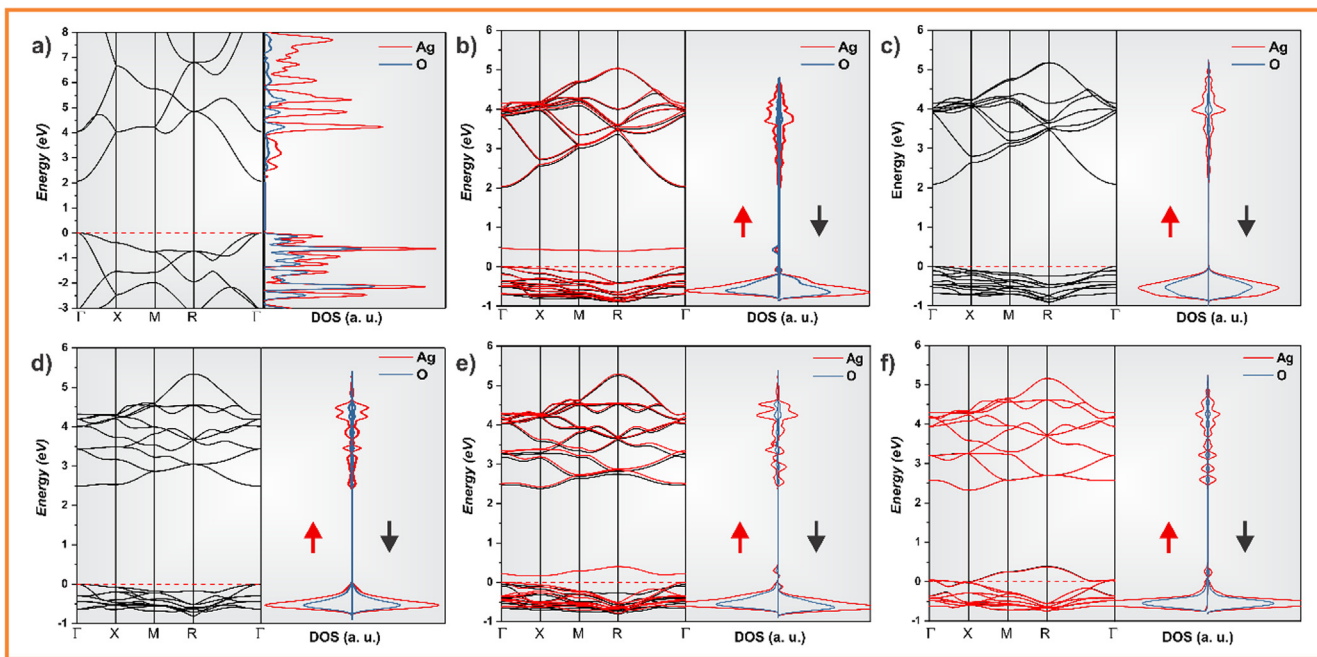 a)
Ag
O
Energy (eV)
8
7
6
5
4
3
2
1
0
-1
-2
-3
Γ X M R Γ
DOS (a. u.)
b)
Ag
O
Energy (eV)
6
5
4
3
2
1
0
-1
Γ X M R Γ
DOS (a. u.)
c)
Ag
O
Energy (eV)
6
5
4
3
2
1
0
-1
Γ X M R Γ
DOS (a. u.)
d)
Ag
O
Energy (eV)
6
5
4
3
2
1
0
-1
Γ X M R Γ
DOS (a. u.)
e)
Ag
O
Energy (eV)
6
5
4
3
2
1
0
-1
Γ X M R Γ
DOS (a. u.)
f)
Ag
O
Energy (eV)
6
5
4
3
2
1
0
-1
Γ X M R Γ
DOS (a. u.)